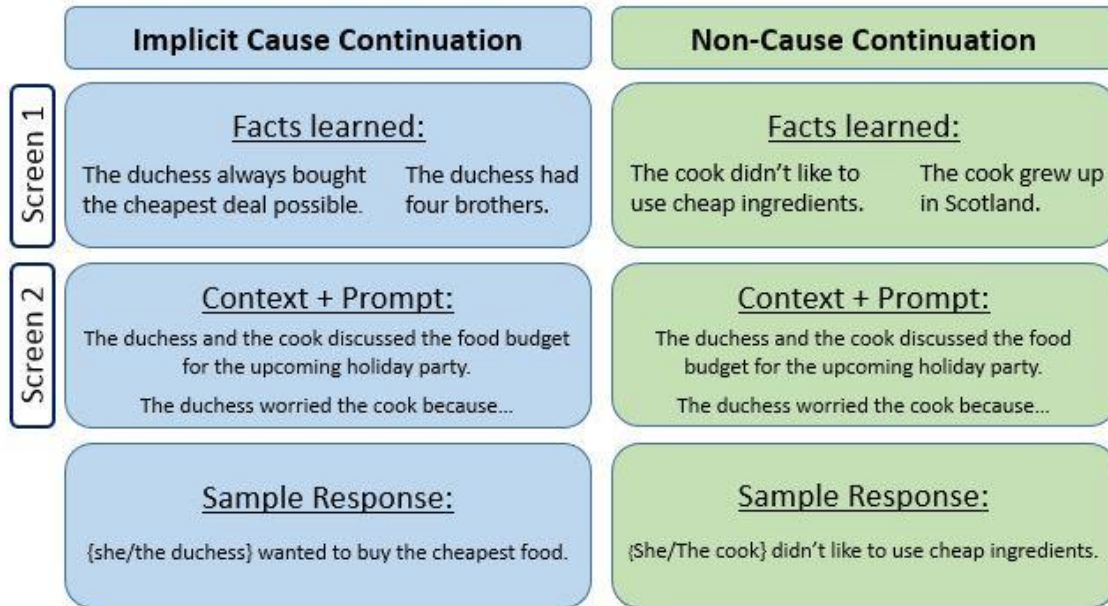 Implicit Cause Continuation
Non-Cause Continuation
Screen 1
Facts learned:
The duchess always bought
the cheapest deal possible.
The duchess had
four brothers.
Facts learned:
The cook didn't like to
use cheap ingredients.
The cook grew up
in Scotland.
Screen 2
Context + Prompt:
The duchess and the cook discussed the food budget
for the upcoming holiday party.
The duchess worried the cook because...
Context + Prompt:
The duchess and the cook discussed the food
budget for the upcoming holiday party.
The duchess worried the cook because...
Sample Response:
{she/the duchess} wanted to buy the cheapest food.
Sample Response:
{She/The cook} didn't like to use cheap ingredients.